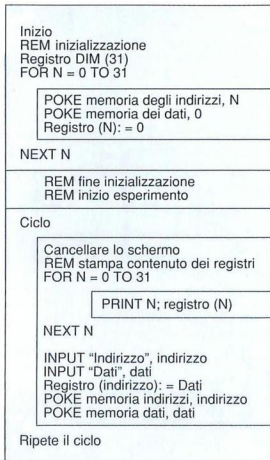 Inizio
REM inizializzazione
Registro DIM (31)
FOR N = 0 TO 31
POKE memoria degli indirizzi, N
POKE memoria dei dati, 0
Registro (N): = 0
NEXT N
REM fine inizializzazione
REM inizio esperimento
Ciclo
Cancellare lo schermo
REM stampa contenuto dei registri
FOR N = 0 TO 31
PRINT N; registro (N)
NEXT N
INPUT “Indirizzo”, indirizzo
INPUT “Dati”, dati
Registro (indirizzo): = Dati
POKE memoria indirizzi, indirizzo
POKE memoria dati, dati
Ripete il ciclo